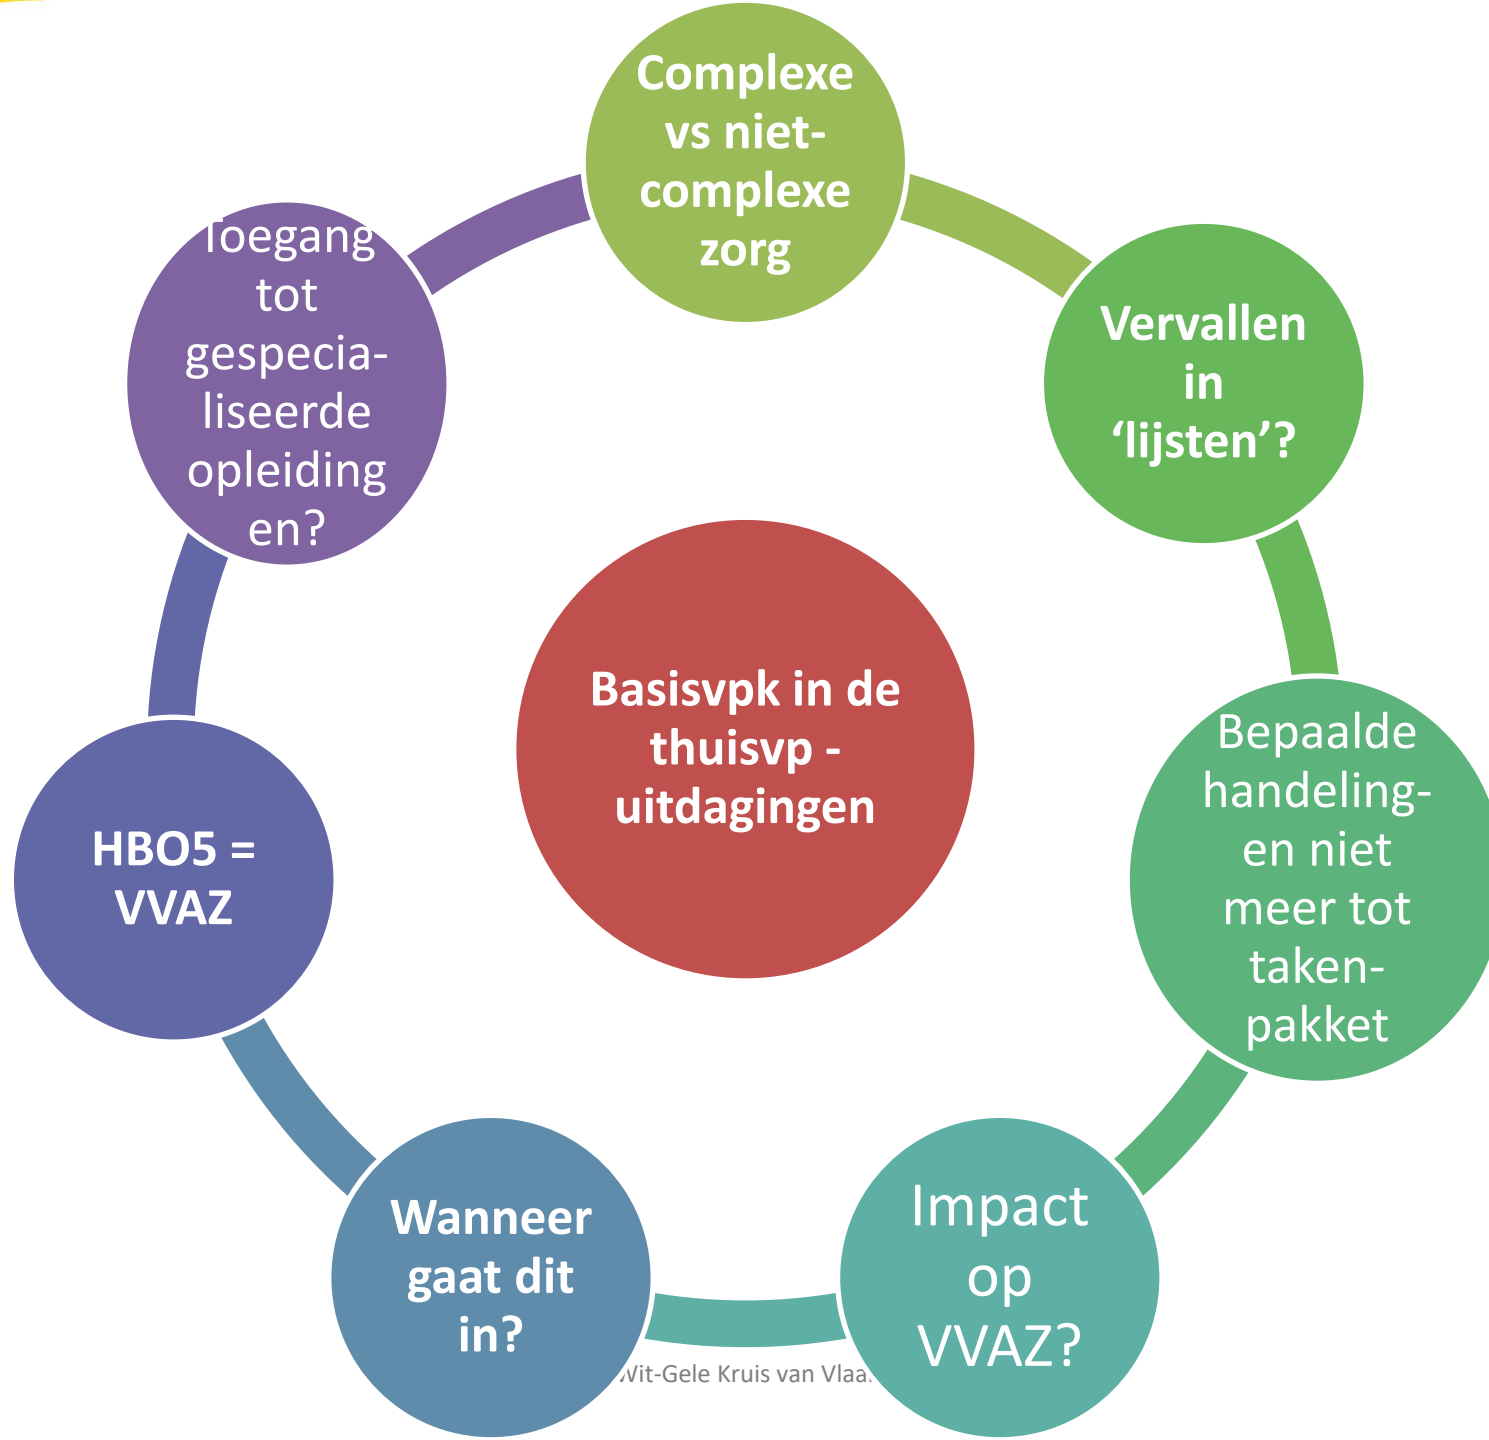 Complexe
vs niet-
complexe
zorg
Vervallen
in
‘lijsten’?
Bepaalde
handeling-
en niet
meer tot
taken-
pakket
Impact
op
VVAZ?
Wanneer
gaat dit
in?
HBO5 =
VVAZ
Toegang
tot
gespecia-
liseerde
opleiding
en?
Basisvpk in de
thuisvp -
uitdagingen
Wit-Gele Kruis van